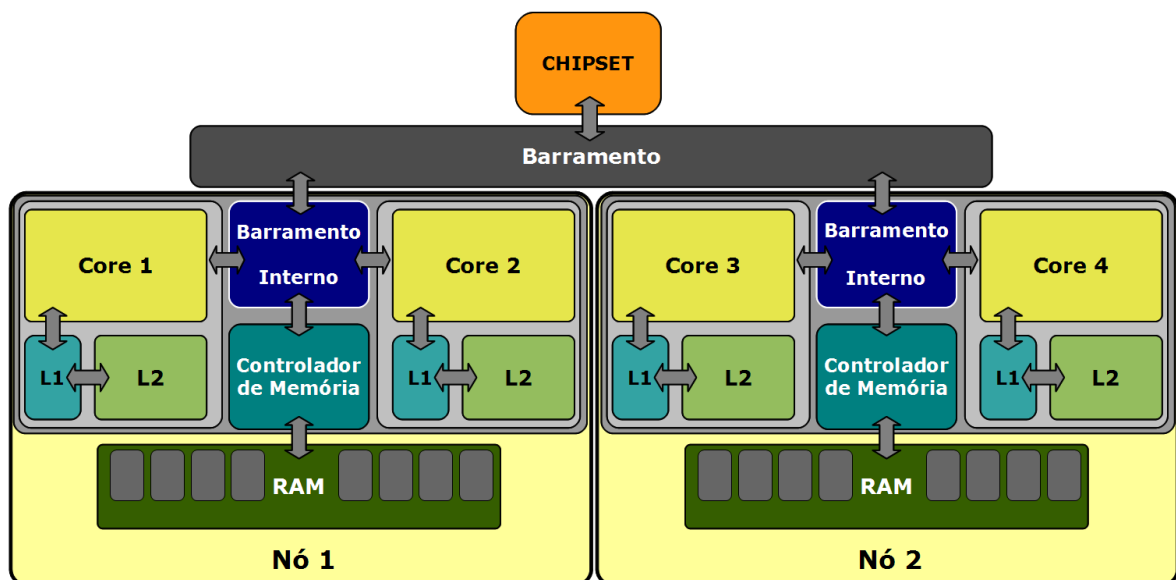 CHIPSET
Barramento
Core 1
Barramento
Interno
Core 2
L1
L2
Controlador
de Memória
L1
L2
RAM
Nó 1
Core 3
Barramento
Interno
Core 4
L1
L2
Controlador
de Memória
L1
L2
RAM
Nó 2